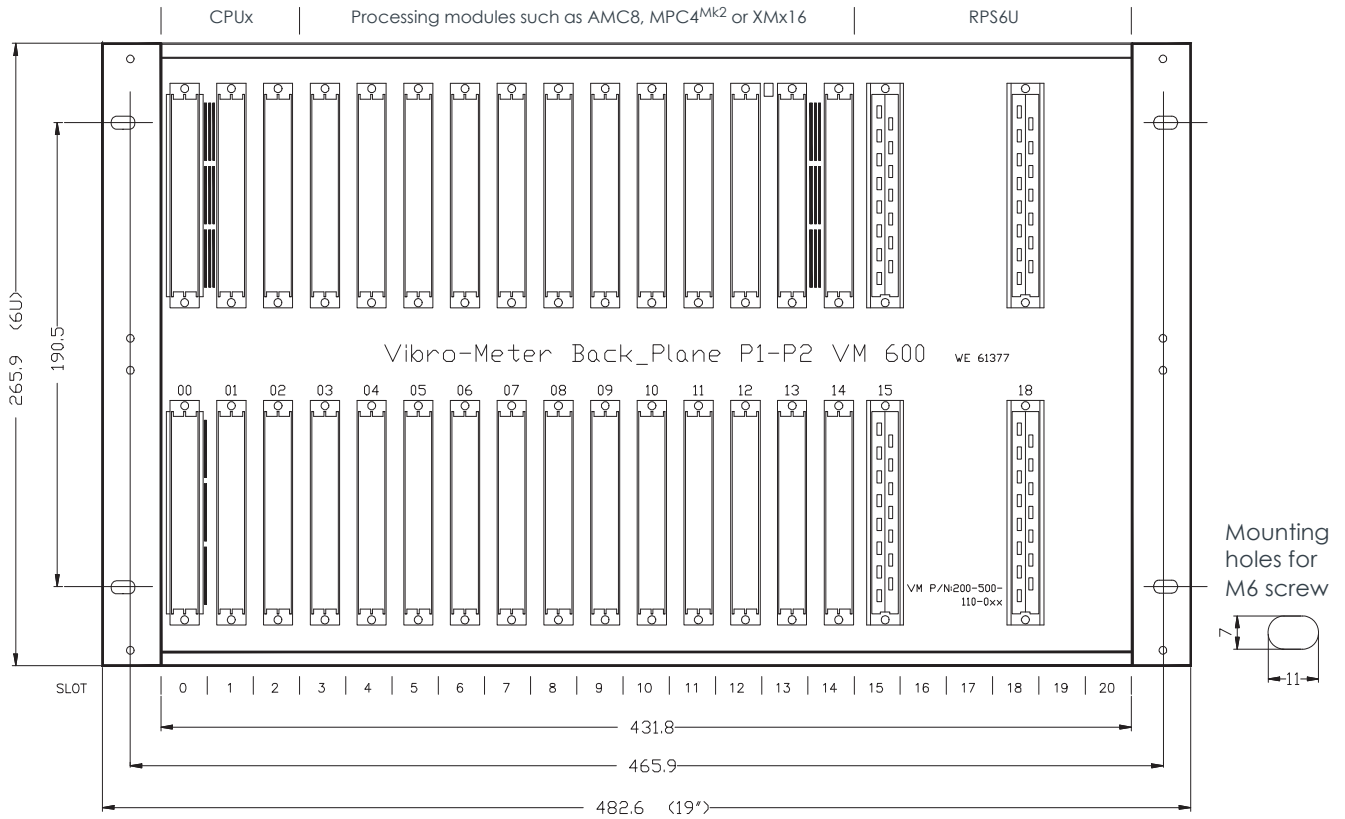 CPUx Processing modules such as AMC8, MPC4Mk2 or XMx16 RPS6U
265.9 (6U)
190.5
Vibro-Meter Back_Plane P1-P2 VM 600 WE 61377
00 01 02 03 04 05 06 07 08 09 10 11 12 13 14 15 18
VM P/N:200-500-
110-0xx
Mounting
holes for
M6 screw
7
11
SLOT 0 1 2 3 4 5 6 7 8 9 10 11 12 13 14 15 16 17 18 19 20
431.8
465.9
482.6 (19″)